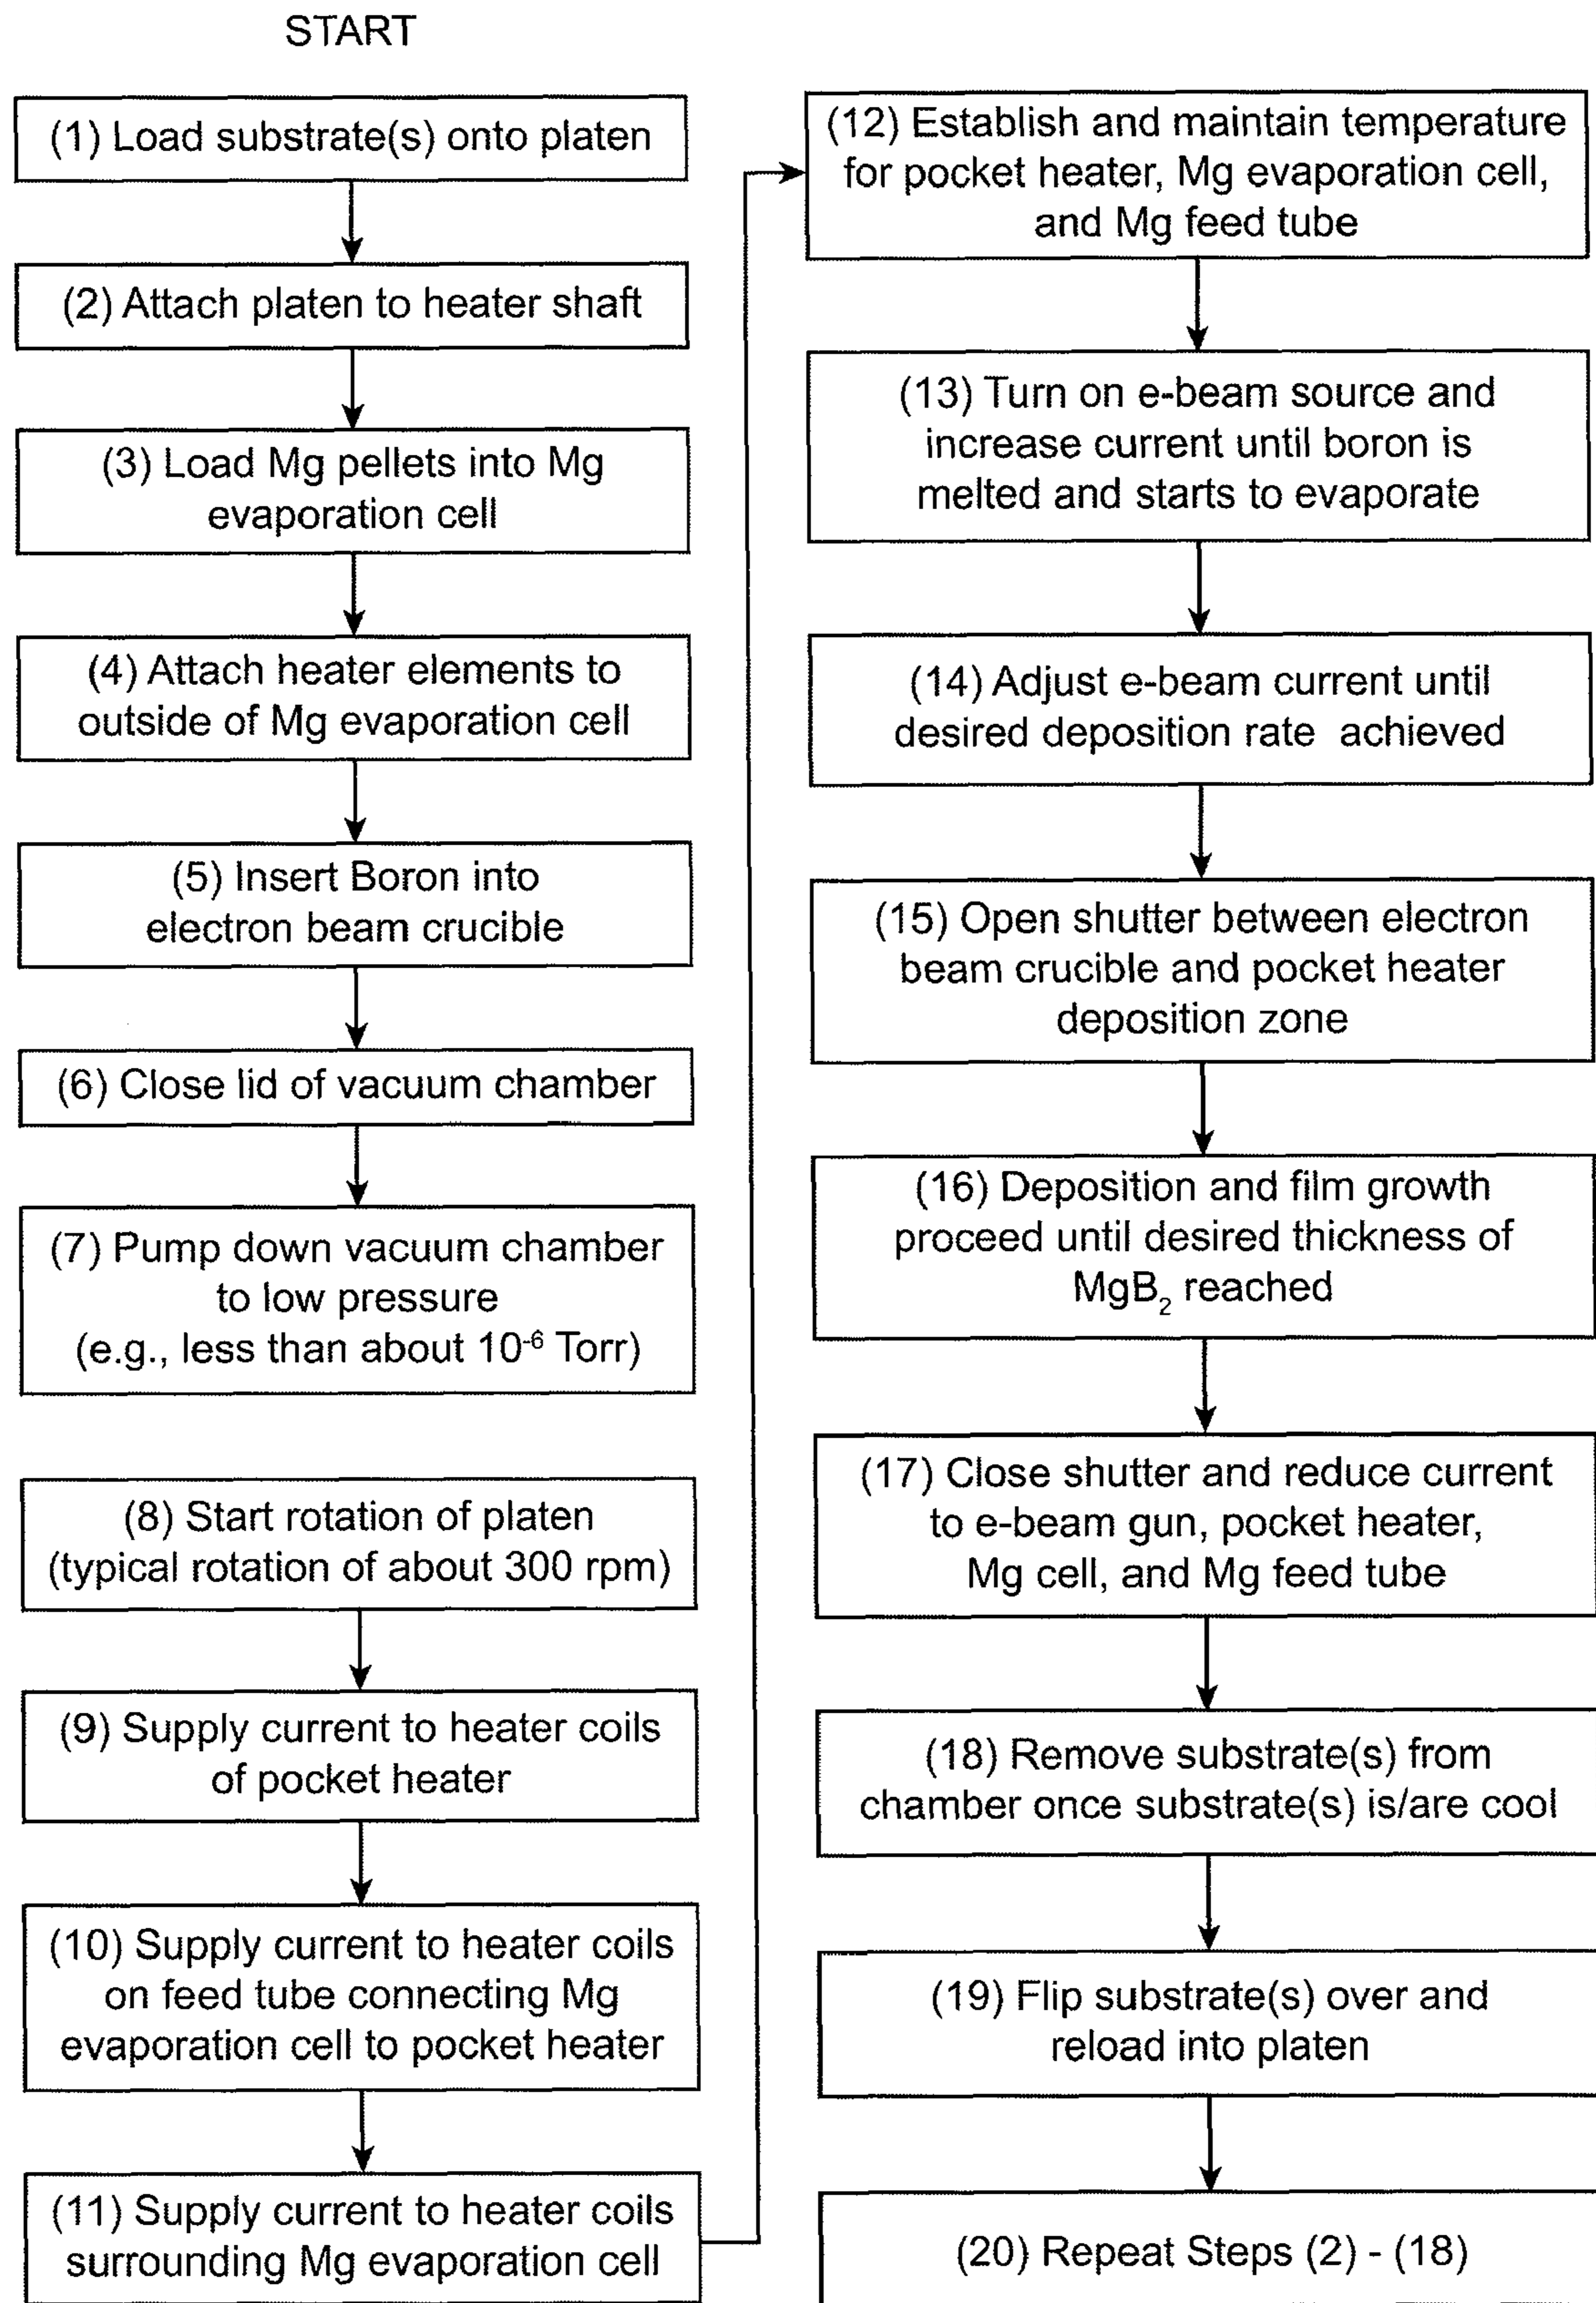 START
(1) Load substrate(s) onto platen
(2) Attach platen to heater shaft
(3) Load Mg pellets into Mg
evaporation cell
(4) Attach heater elements to
outside of Mg evaporation cell
(5) Insert Boron into
electron beam crucible
(6) Close lid of vacuum chamber
(7) Pump down vacuum chamber
to low pressure
(e.g., less than about 10⁻⁶ Torr)
(8) Start rotation of platen
(typical rotation of about 300 rpm)
(9) Supply current to heater coils
of pocket heater
(10) Supply current to heater coils
on feed tube connecting Mg
evaporation cell to pocket heater
(11) Supply current to heater coils
surrounding Mg evaporation cell
(12) Establish and maintain temperature
for pocket heater, Mg evaporation cell,
and Mg feed tube
(13) Turn on e-beam source and
increase current until boron is
melted and starts to evaporate
(14) Adjust e-beam current until
desired deposition rate achieved
(15) Open shutter between electron
beam crucible and pocket heater
deposition zone
(16) Deposition and film growth
proceed until desired thickness of
MgB₂ reached
(17) Close shutter and reduce current
to e-beam gun, pocket heater,
Mg cell, and Mg feed tube
(18) Remove substrate(s) from
chamber once substrate(s) is/are cool
(19) Flip substrate(s) over and
reload into platen
(20) Repeat Steps (2) - (18)